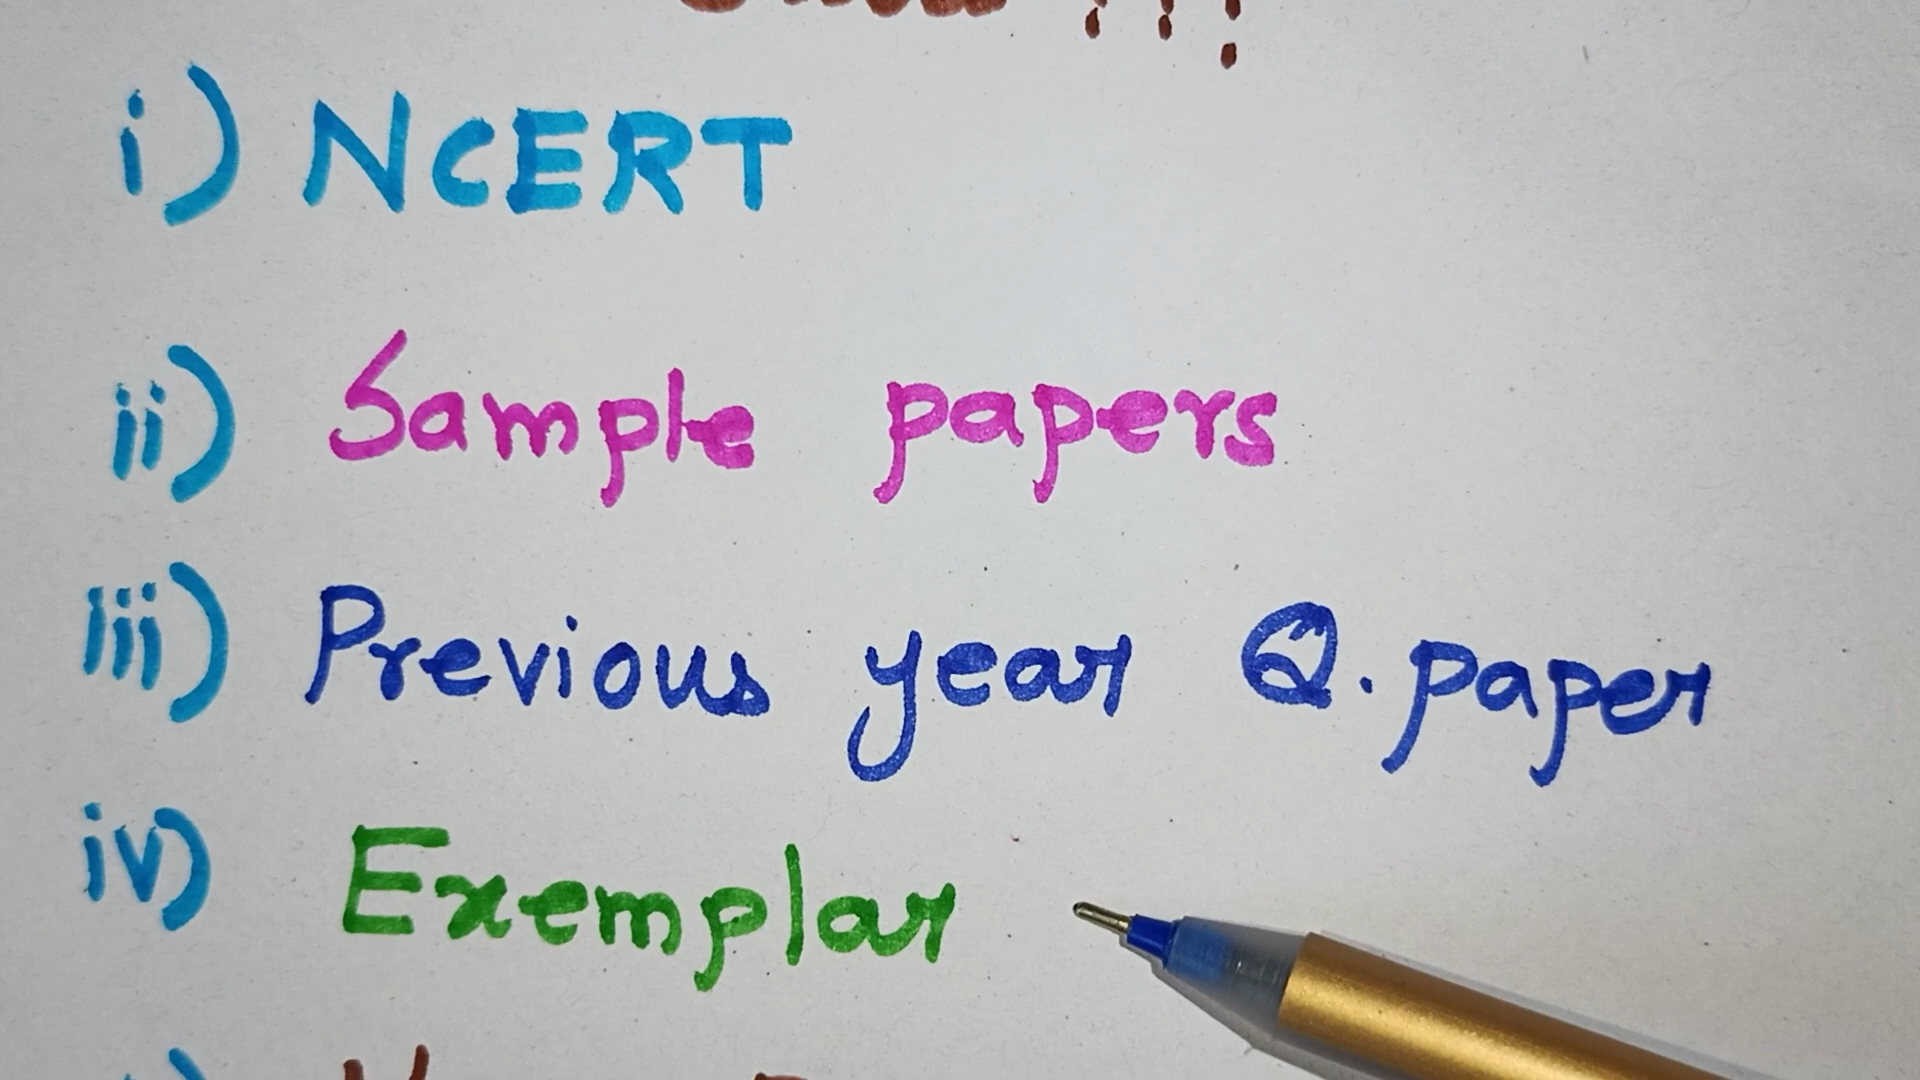 i) NCERT
ii) Sample papers
iii) Previous year Q. paper
iv) Exemplar